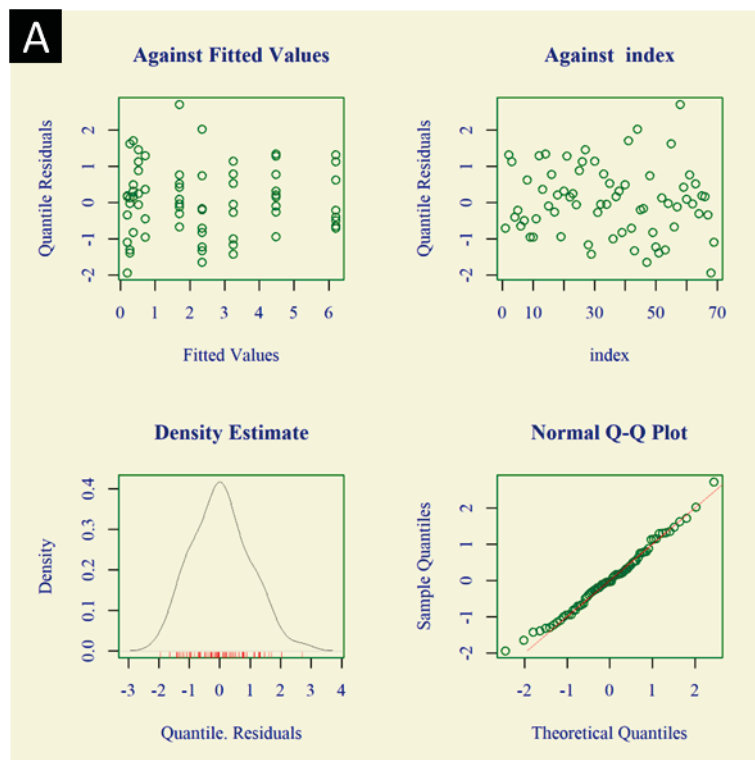 A
Against Fitted Values
Quantile Residuals
2
1
0
-1
-2
0 1 2 3 4 5 6
Fitted Values
Against index
Quantile Residuals
2
1
0
-1
-2
0 10 30 50 70
index
Density Estimate
Density
0.4
0.3
0.2
0.1
0.0
-3 -2 -1 0 1 2 3 4
Quantile. Residuals
Normal Q-Q Plot
Sample Quantiles
2
1
0
-1
-2
-2 -1 0 1 2
Theoretical Quantiles